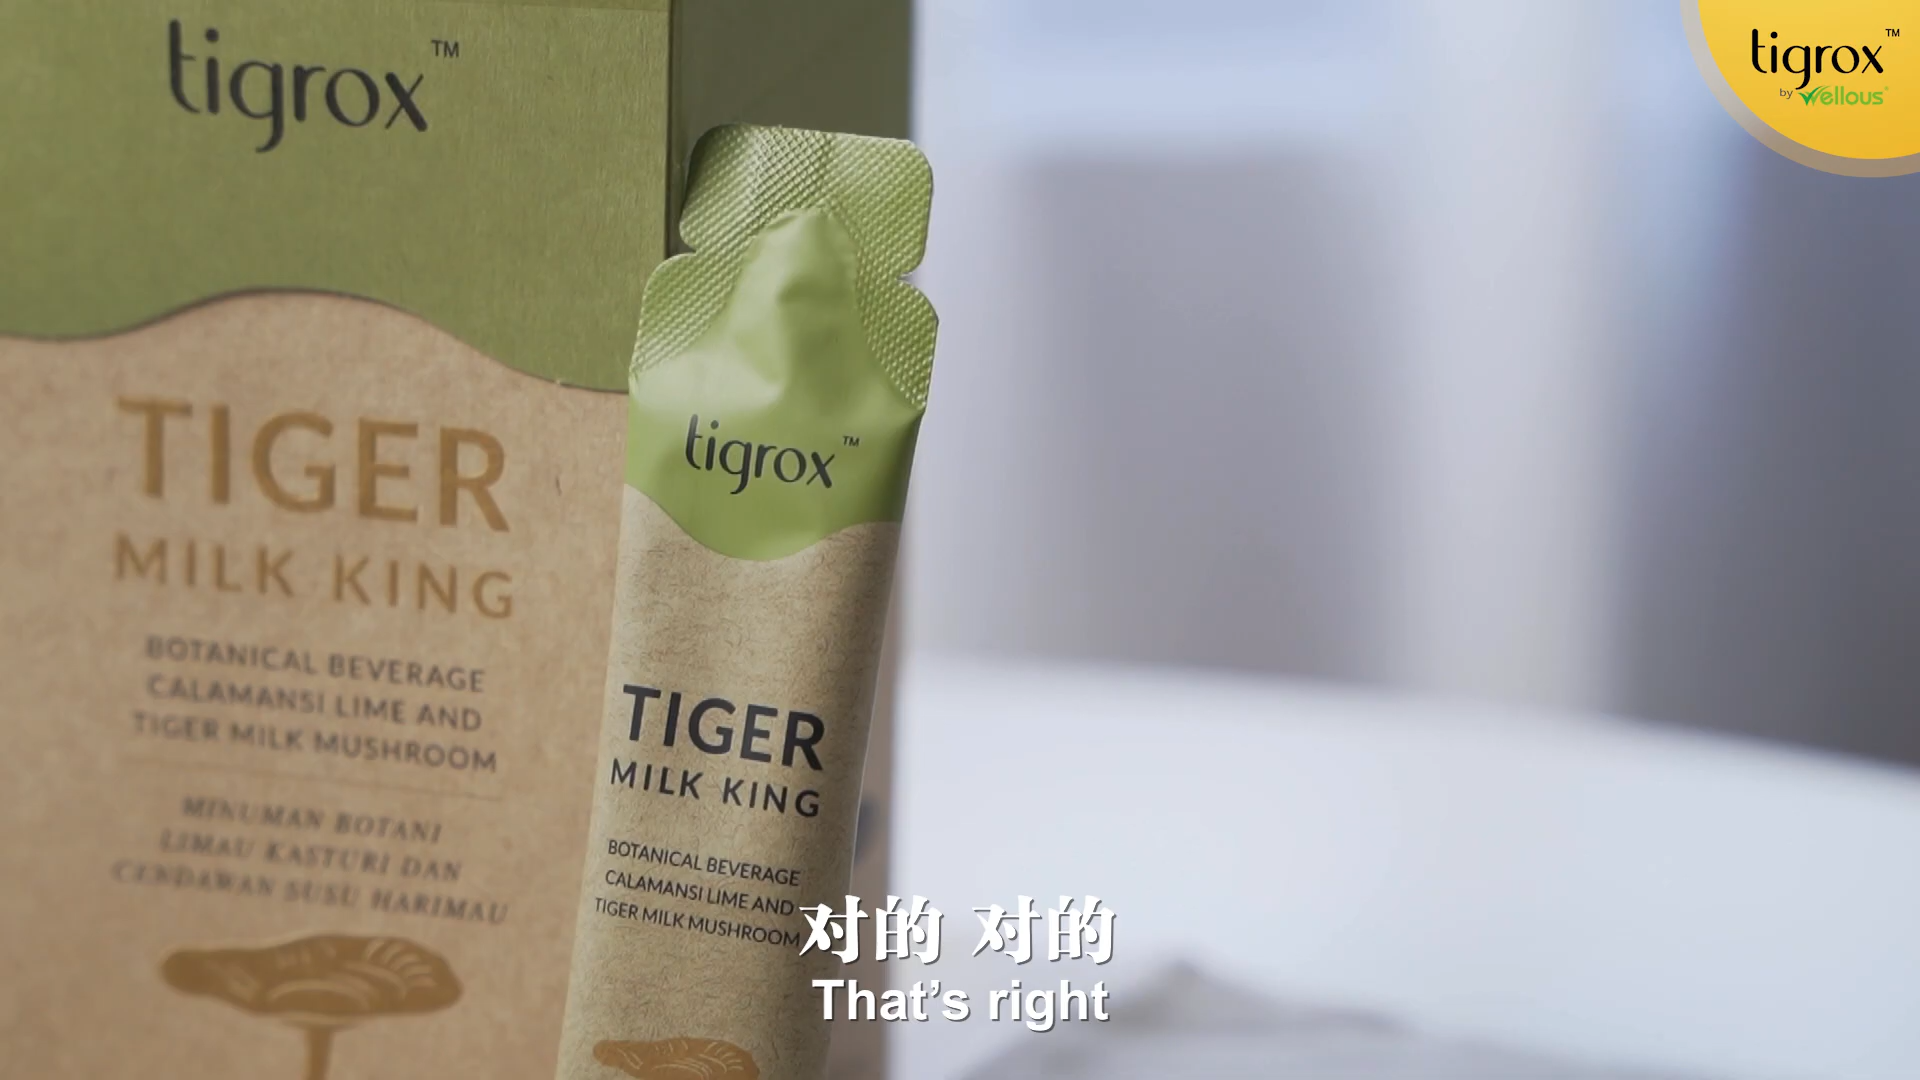 tigrox™
TIGER
MILK KING
BOTANICAL BEVERAGE
CALAMANSI LIME AND
TIGER MILK MUSHROOM
MINUMAN BOTANI
LIMAU KASTURI DAN
CENDAWAN SUSU HARIMAU
tigrox™
TIGER
MILK KING
BOTANICAL BEVERAGE
CALAMANSI LIME AND
TIGER MILK MUSHROOM
tigrox™
by Wellous®
对的 对的
That's right